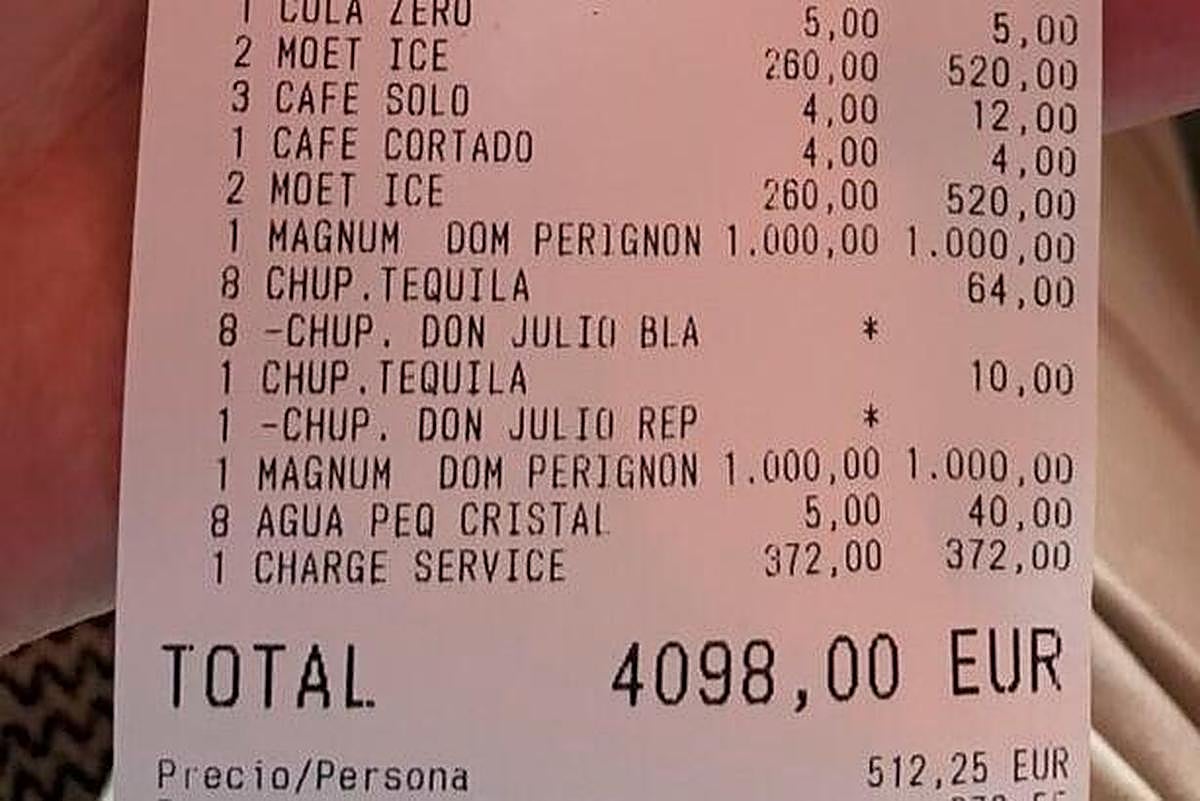 1 COLA ZERO 5,00 5,00
2 MOET ICE 260,00 520,00
3 CAFE SOLO 4,00 12,00
1 CAFE CORTADO 4,00 4,00
2 MOET ICE 260,00 520,00
1 MAGNUM DOM PERIGNON 1.000,00 1.000,00
8 CHUP.TEQUILA 64,00
8 -CHUP. DON JULIO BLA *
1 CHUP.TEQUILA 10,00
1 -CHUP. DON JULIO REP *
1 MAGNUM DOM PERIGNON 1.000,00 1.000,00
8 AGUA PEQ CRISTAL 5,00 40,00
1 CHARGE SERVICE 372,00 372,00
TOTAL 4098,00 EUR
Precio/Persona 512,25 EUR